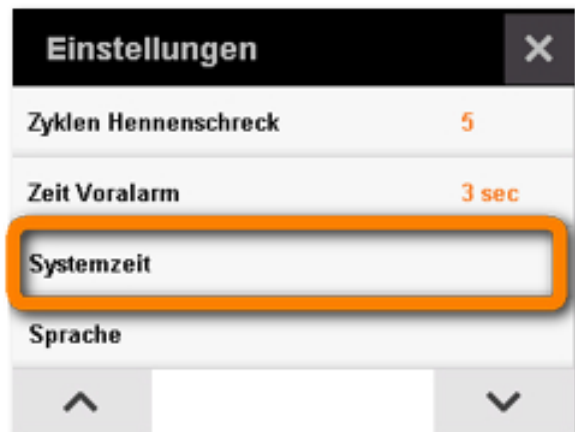 Einstellungen
Zyklen Hennenschreck 5
Zeit Voralarm 3 sec
Systemzeit
Sprache